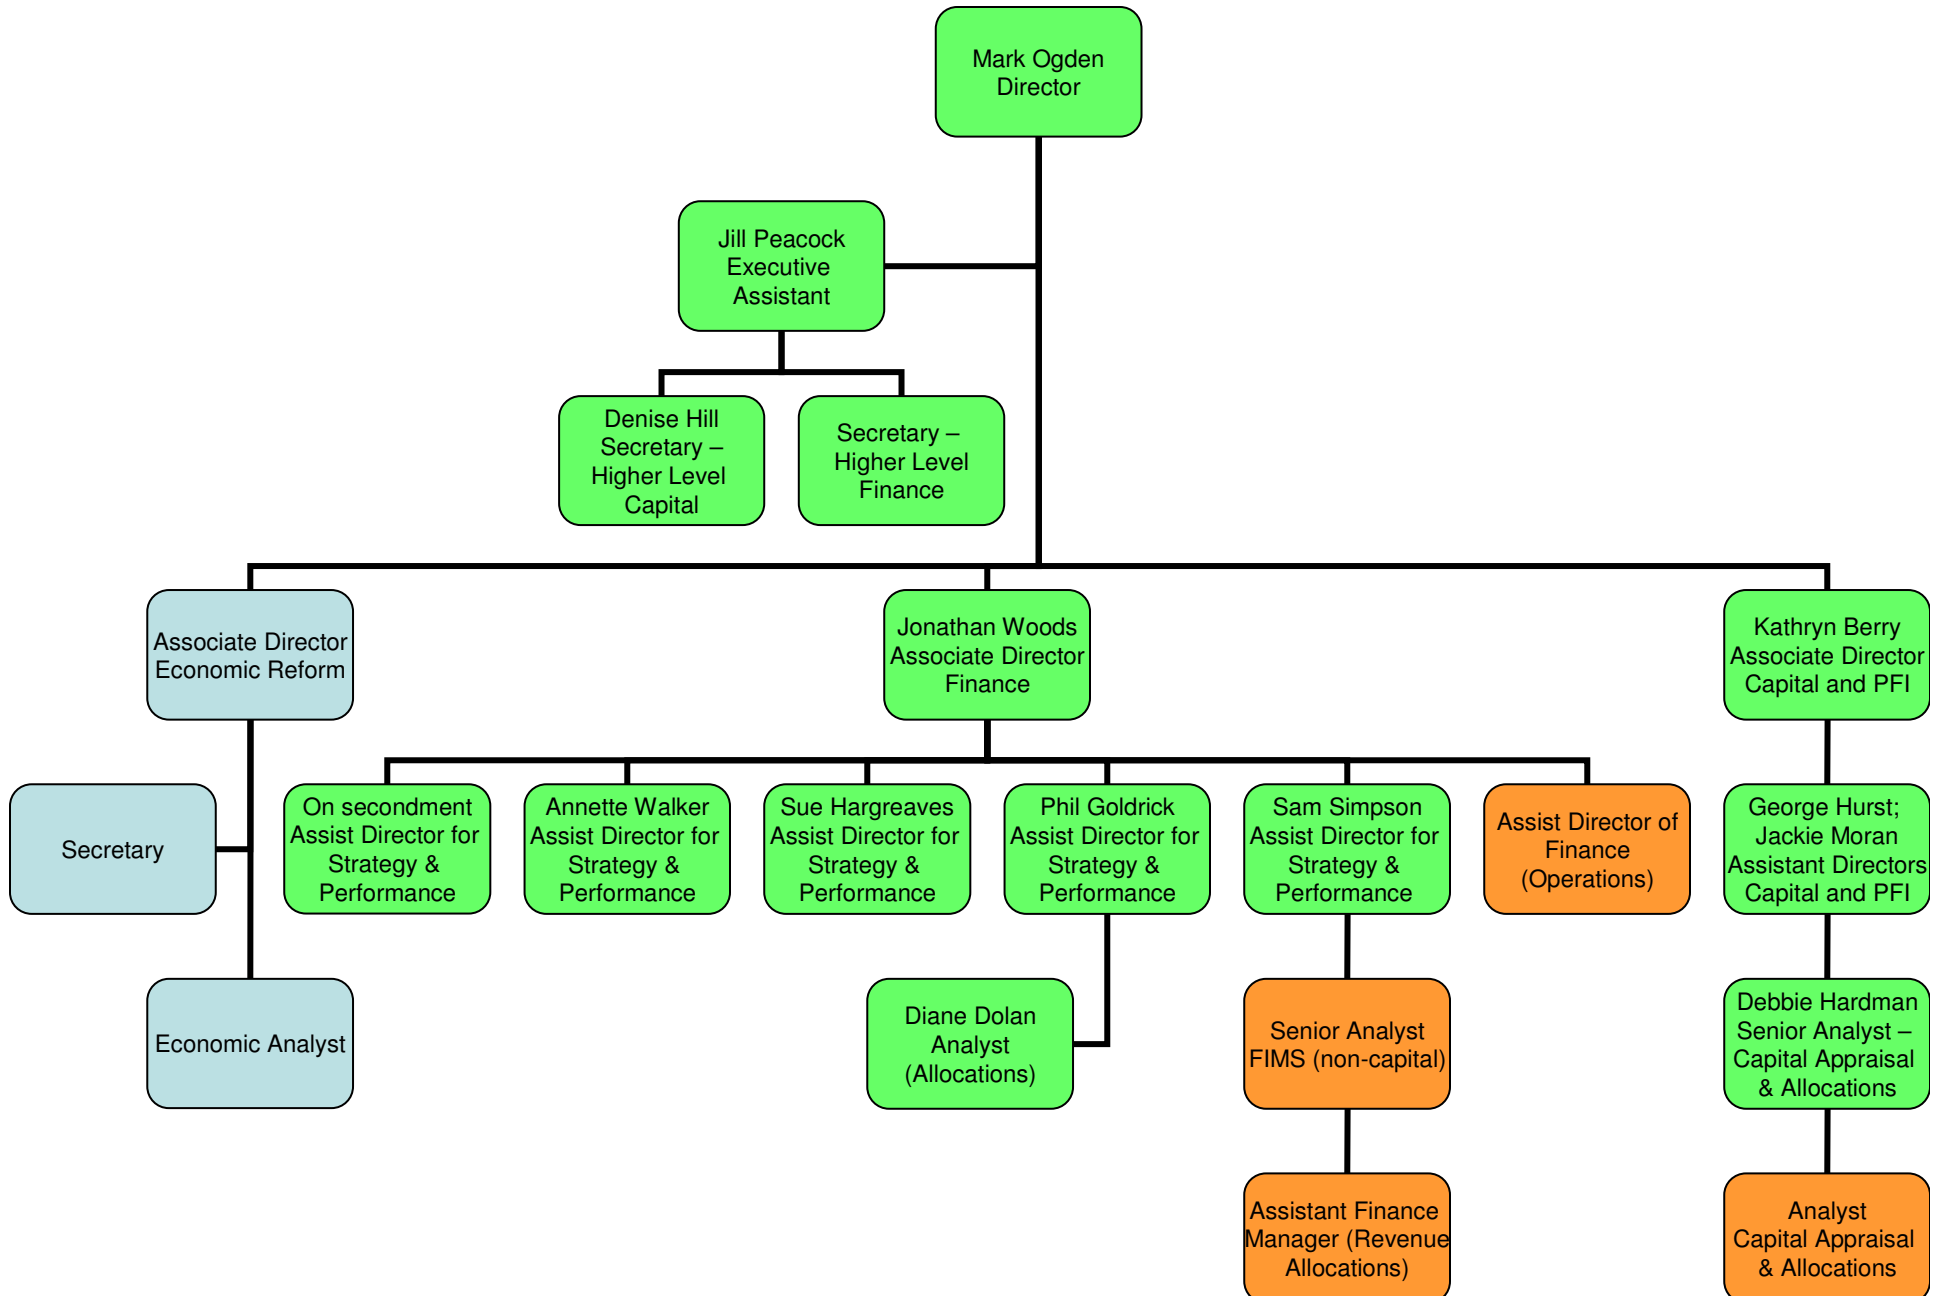 Mark Ogden
Director
Jill Peacock
Executive
Assistant
Denise Hill
Secretary –
Higher Level
Capital
Secretary –
Higher Level
Finance
Associate Director
Economic Reform
Jonathan Woods
Associate Director
Finance
Kathryn Berry
Associate Director
Capital and PFI
Secretary
On secondment
Assist Director for
Strategy &
Performance
Annette Walker
Assist Director for
Strategy &
Performance
Sue Hargreaves
Assist Director for
Strategy &
Performance
Phil Goldrick
Assist Director for
Strategy &
Performance
Sam Simpson
Assist Director for
Strategy &
Performance
Assist Director of
Finance
(Operations)
George Hurst;
Jackie Moran
Assistant Directors
Capital and PFI
Economic Analyst
Diane Dolan
Analyst
(Allocations)
Senior Analyst
FIMS (non-capital)
Debbie Hardman
Senior Analyst –
Capital Appraisal
& Allocations
Assistant Finance
Manager (Revenue
Allocations)
Analyst
Capital Appraisal
& Allocations